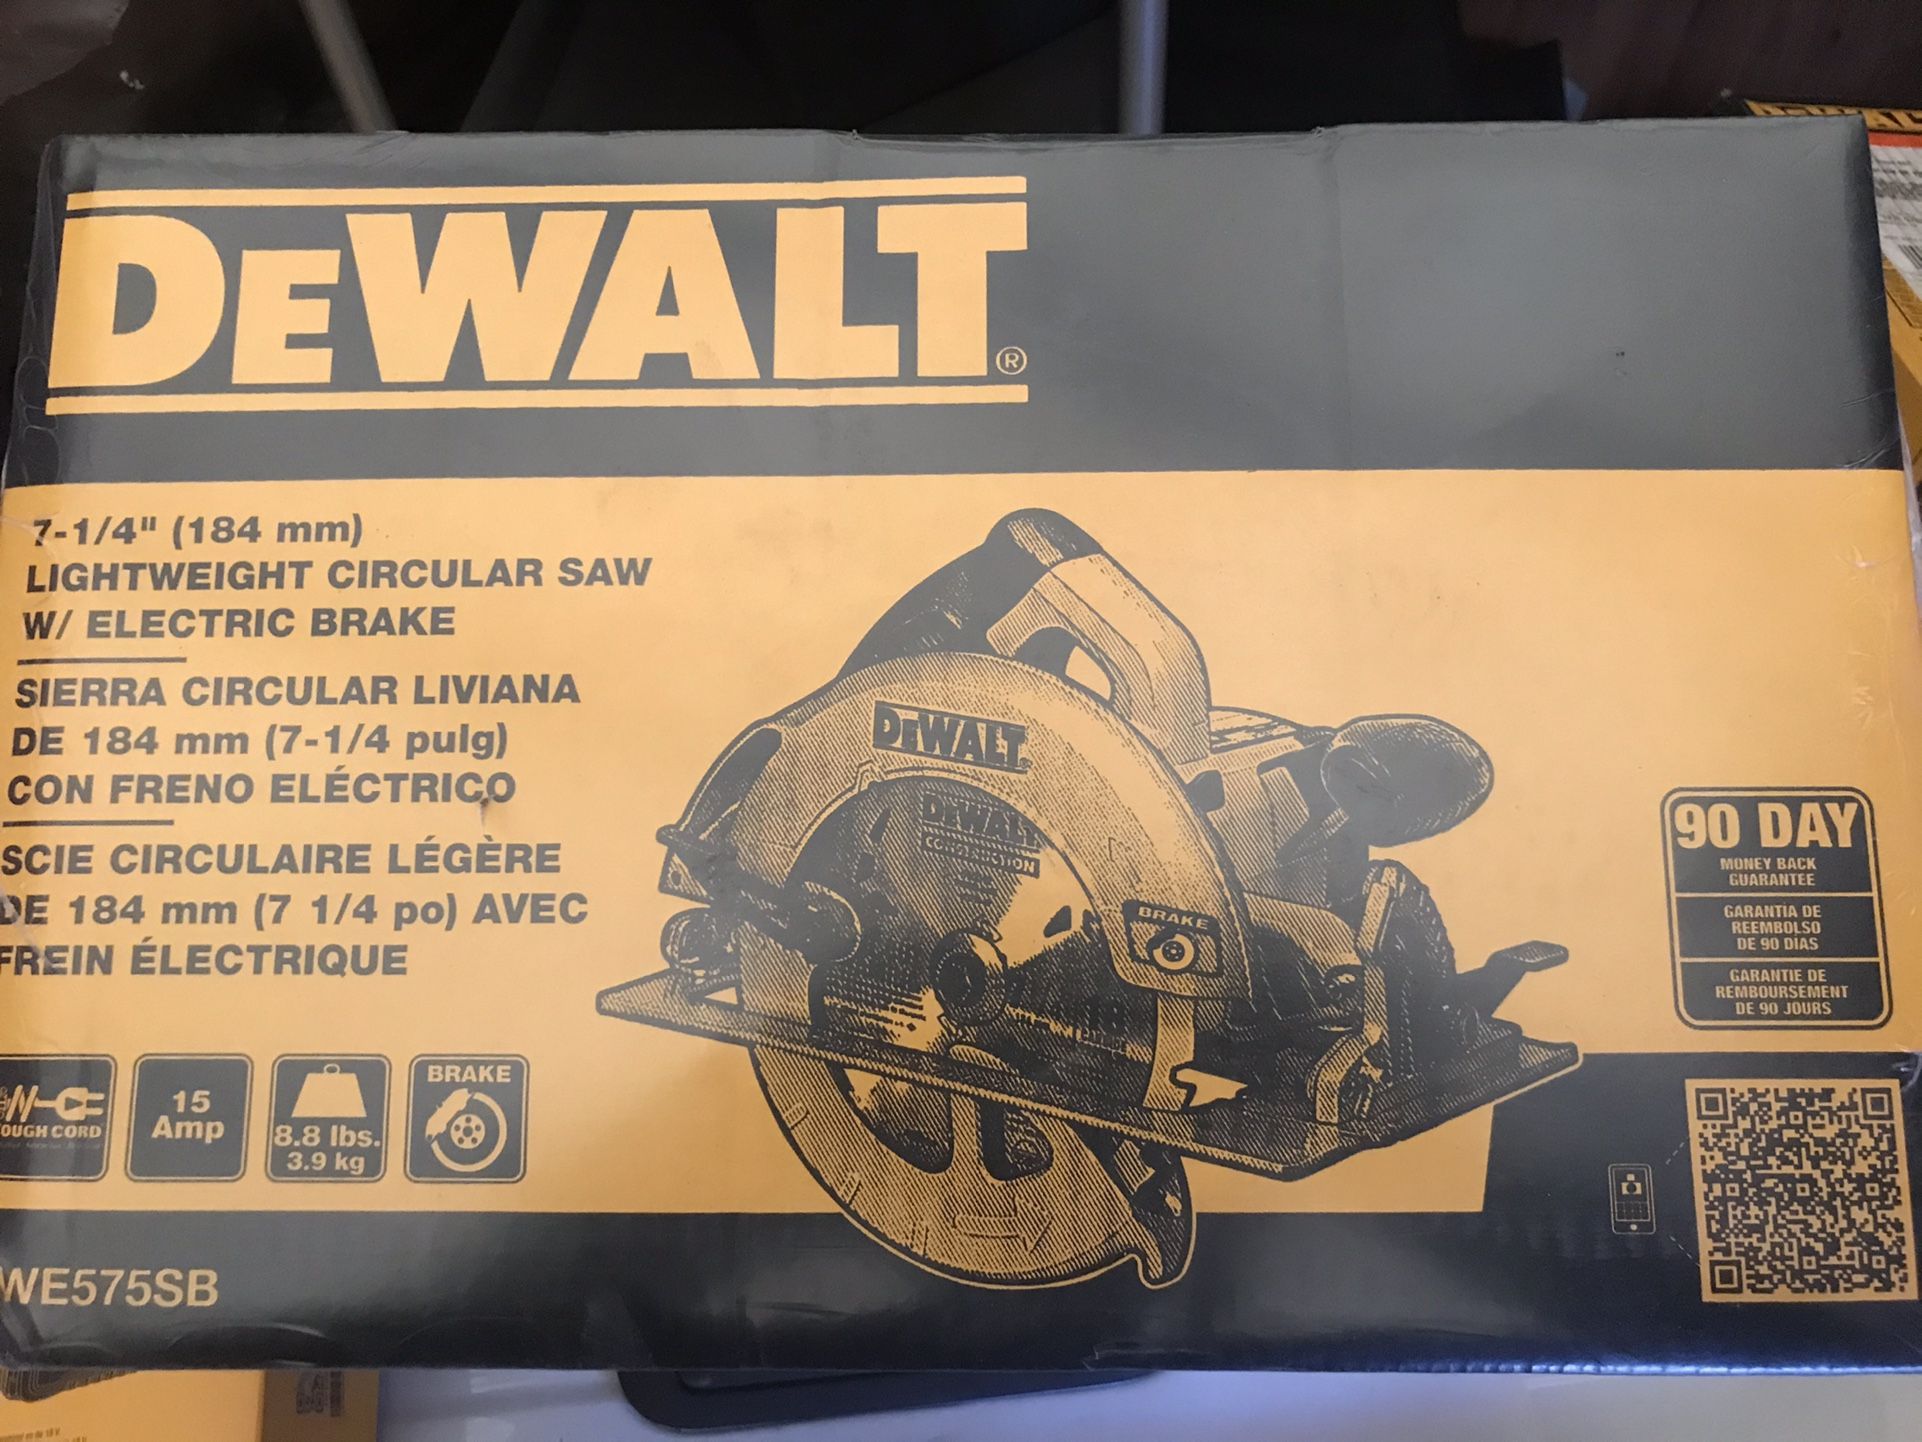 DEWALT®
7-1/4" (184 mm)
LIGHTWEIGHT CIRCULAR SAW
W/ ELECTRIC BRAKE
SIERRA CIRCULAR LIVIANA
DE 184 mm (7-1/4 pulg)
CON FRENO ELÉCTRICO
SCIE CIRCULAIRE LÉGÈRE
DE 184 mm (7 1/4 po) AVEC
FREIN ÉLECTRIQUE
DEWALT
DEWALT
CONSTRUCTION
BRAKE
90 DAY
MONEY BACK
GUARANTEE
GARANTÍA DE
REEMBOLSO
DE 90 DIAS
GARANTIE DE
REMBOURSEMENT
DE 90 JOURS
OUGH CORD
15
Amp
8.8 lbs.
3.9 kg
BRAKE
WE575SB